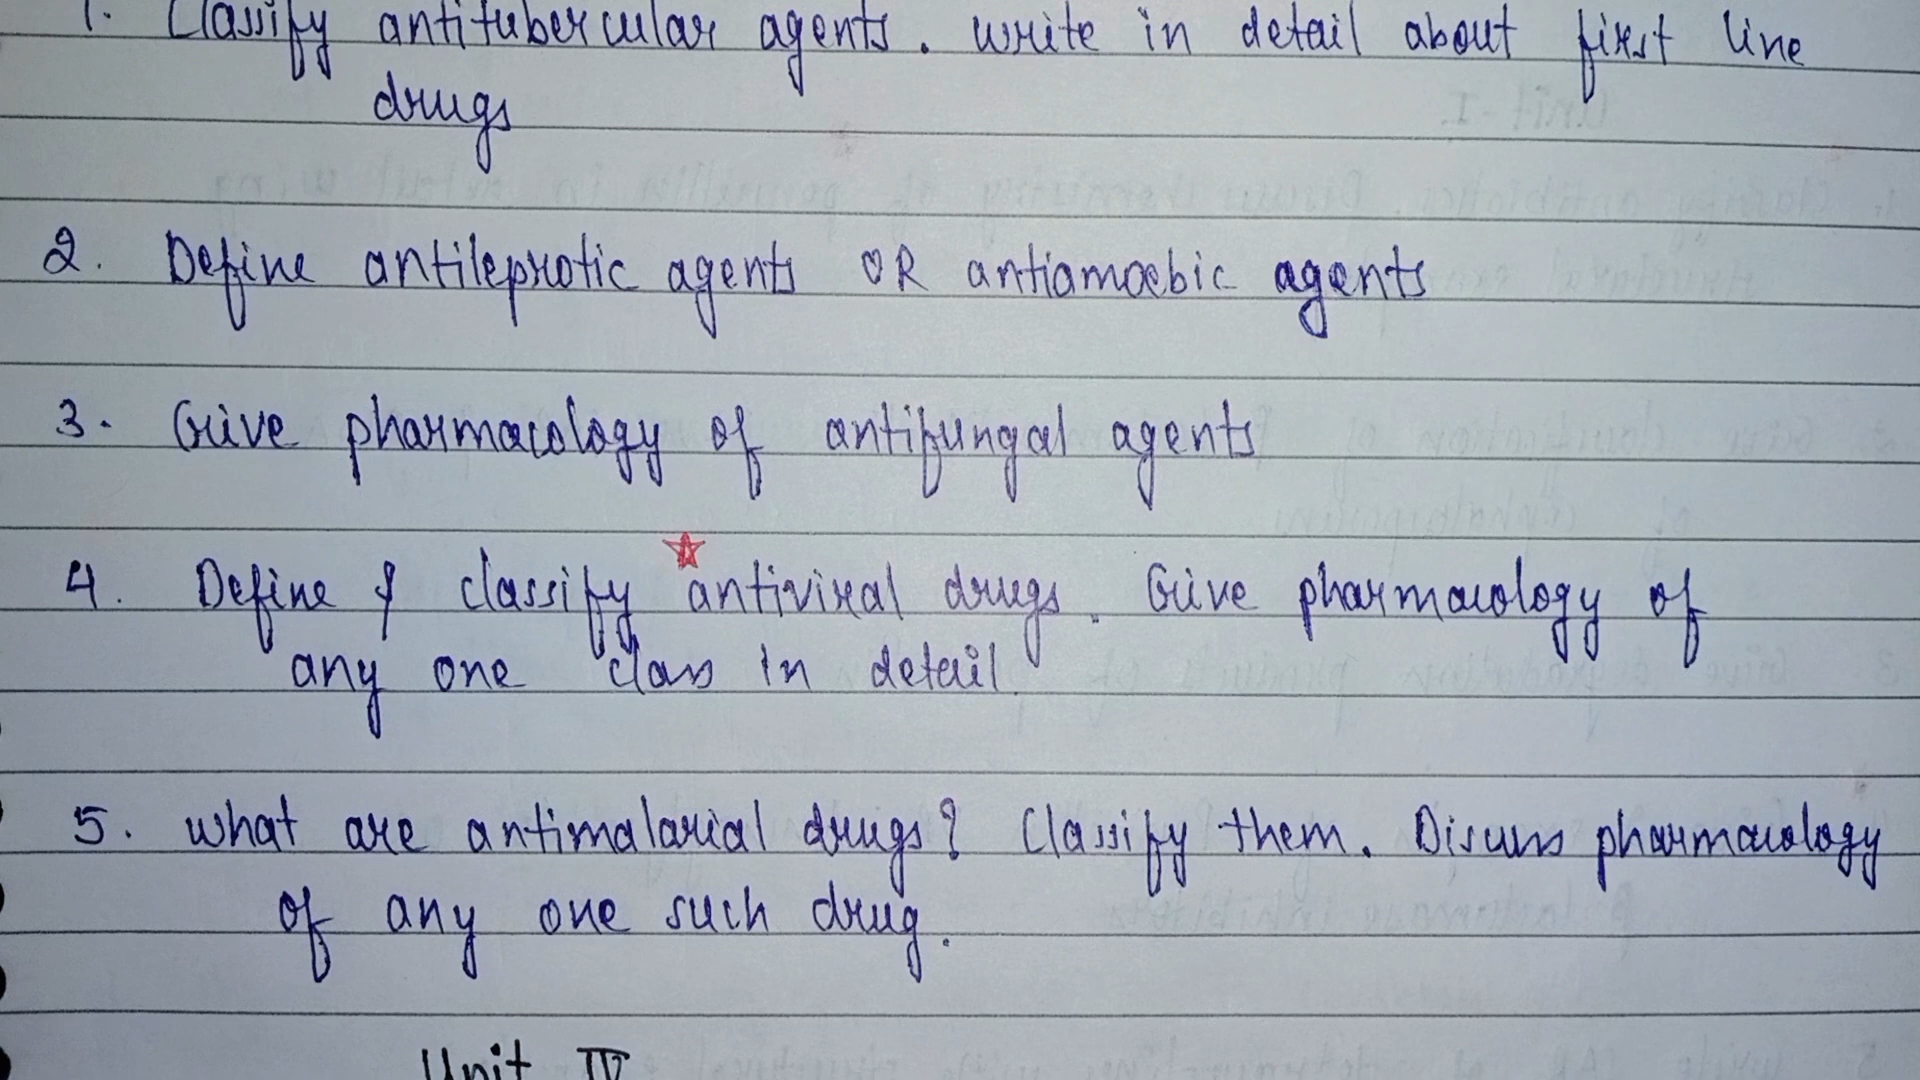 1. Classify antitubercular agents. write in detail about first line
drugs
2. Define antileprotic agents OR antiamoebic agents
3. Give pharmacology of antifungal agents
4. Define & classify antiviral drugs. Give pharmacology of
any one class in detail.
5. what are antimalarial drugs? Classify them. Discuss pharmacology
of any one such drug.
Unit IV